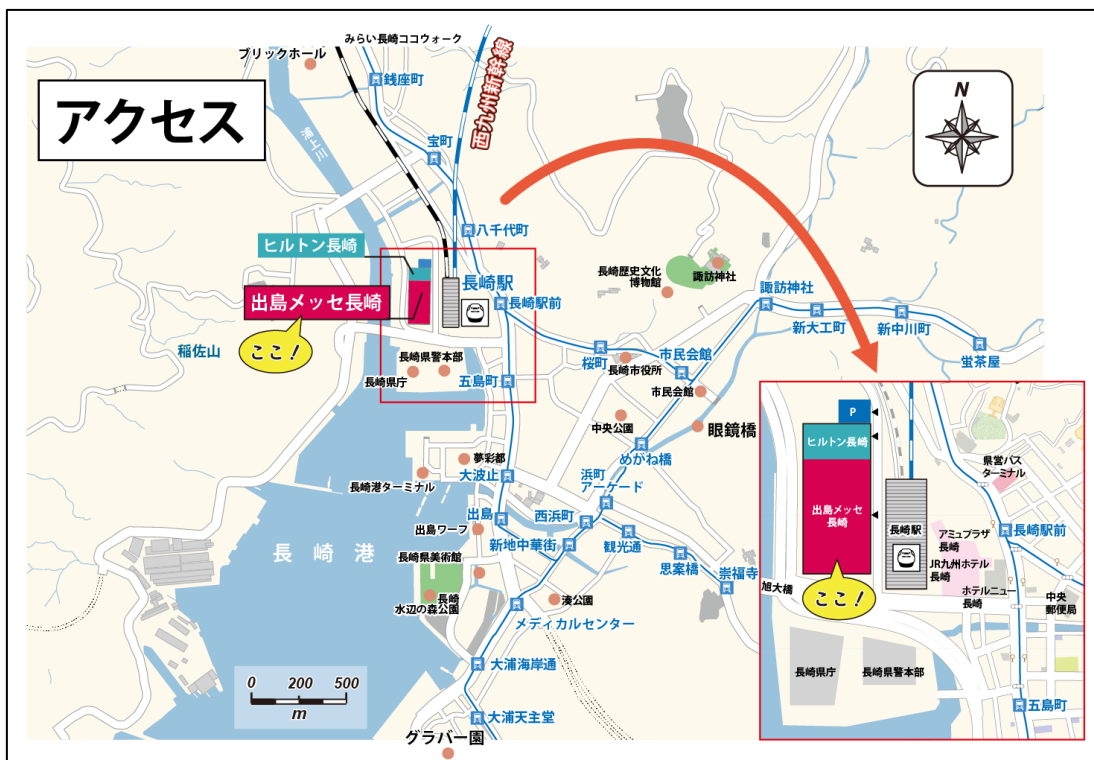 みらい長崎ココウォーク
ブリックホール
アクセス
銭座町
西九州新幹線
N
浦上川
宝町
八千代町
ヒルトン長崎
長崎駅
出島メッセ長崎
長崎駅前
ここ!
稲佐山
長崎歴史文化
博物館
諏訪神社
諏訪神社
新大工町
新中川町
蛍茶屋
長崎県警本部
長崎県庁
五島町
桜町
長崎市役所
市民会館
市民会館
中央公園
眼鏡橋
めがね橋
夢彩都
大波止
長崎港ターミナル
浜町
アーケード
出島
西浜町
出島ワーフ
新地中華街
観光通
長崎港
長崎県美術館
思案橋
崇福寺
長崎
水辺の森公園
湊公園
メディカルセンター
大浦海岸通
0 200 500
m
大浦天主堂
グラバー園
P
ヒルトン長崎
県営バス
ターミナル
出島メッセ
長崎
長崎駅
長崎駅前
アミュプラザ
長崎
JR九州ホテル
長崎
旭大橋
ここ!
ホテルニュー
長崎
中央
郵便局
長崎県庁
長崎県警本部
五島町